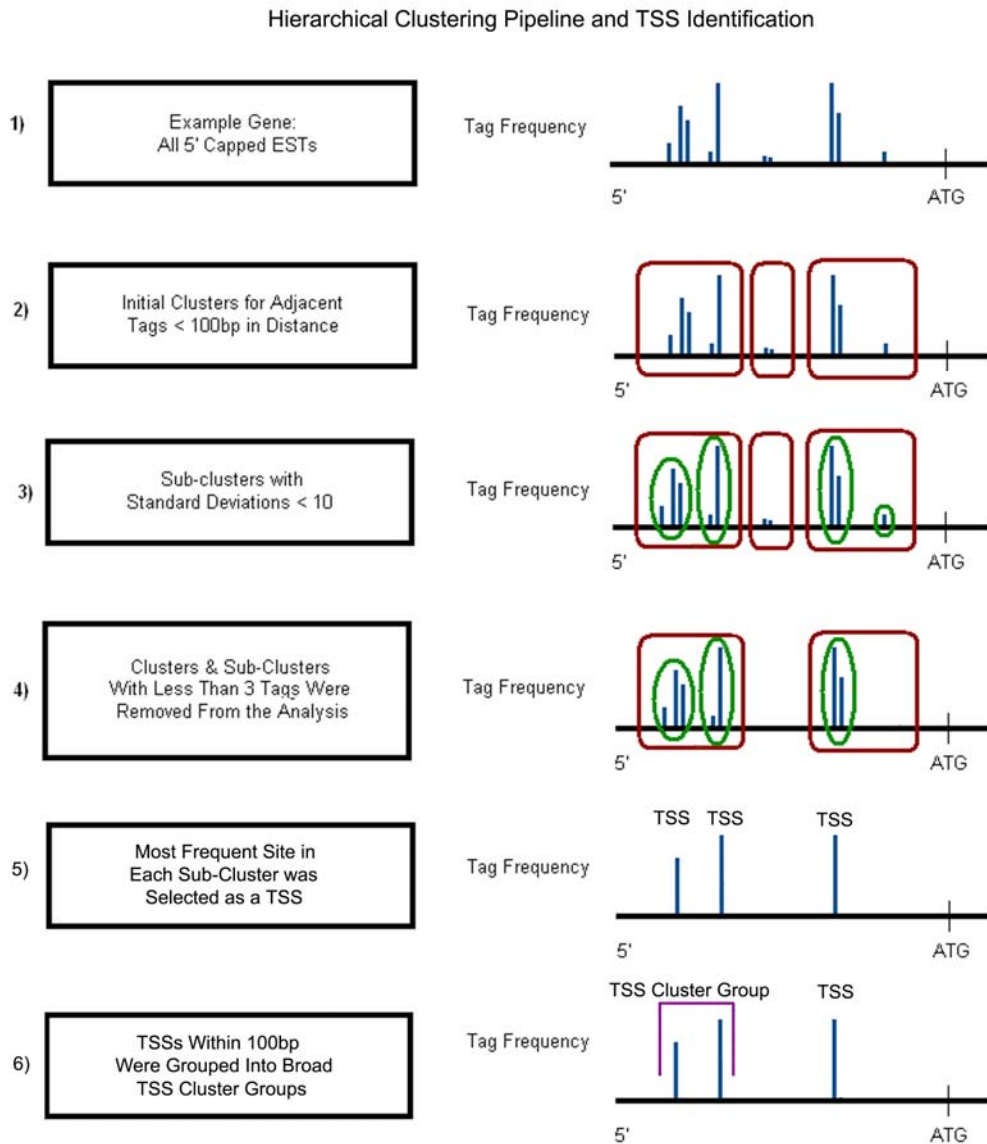 Hierarchical Clustering Pipeline and TSS Identification
1)
Example Gene:
All 5' Capped ESTs
Tag Frequency
5'
ATG
2)
Initial Clusters for Adjacent
Tags < 100bp in Distance
Tag Frequency
5'
ATG
3)
Sub-clusters with
Standard Deviations < 10
Tag Frequency
5'
ATG
4)
Clusters & Sub-Clusters
With Less Than 3 Tags Were
Removed From the Analysis
Tag Frequency
5'
ATG
5)
Most Frequent Site in
Each Sub-Cluster was
Selected as a TSS
Tag Frequency
TSS TSS TSS
5'
ATG
6)
TSSs Within 100bp
Were Grouped Into Broad
TSS Cluster Groups
Tag Frequency
TSS Cluster Group TSS
5'
ATG